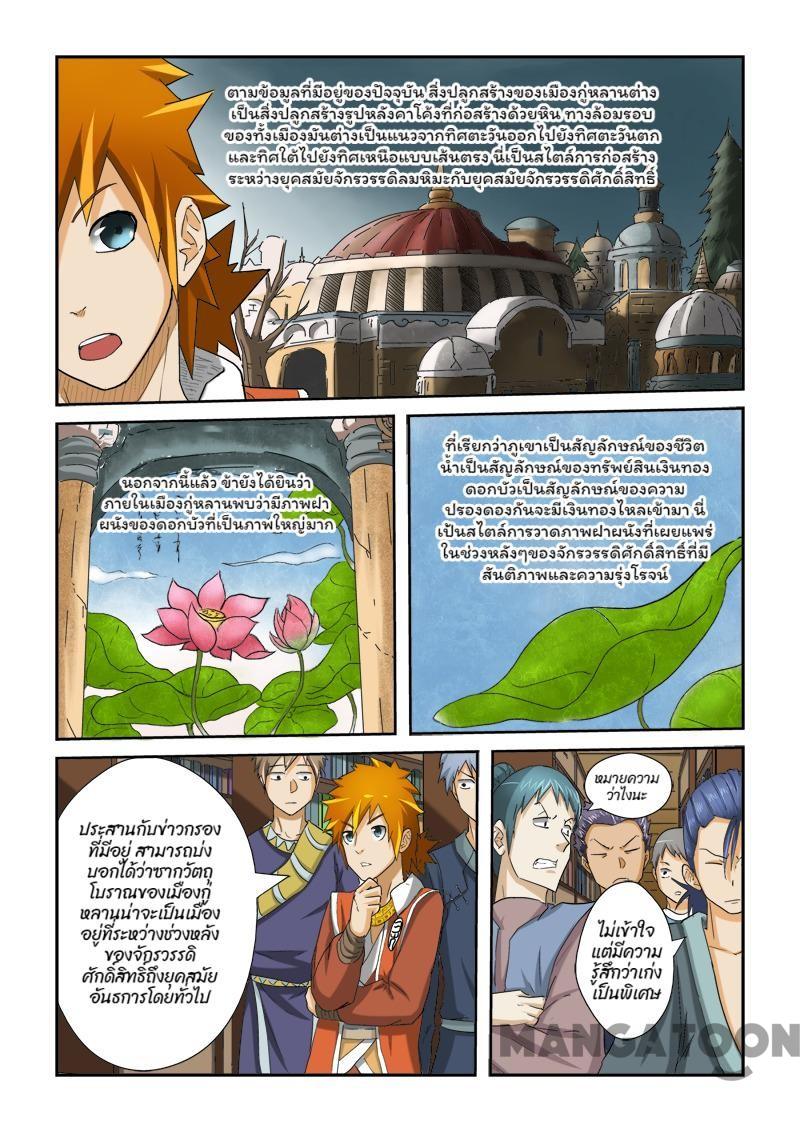 ตามข้อมูลที่มีอยู่ของปัจจุบัน สิ่งปลูกสร้างของเมืองกู่หลานต่าง
เป็นสิ่งปลูกสร้างรูปหลังคาโค้งที่ก่อสร้างด้วยหิน ทางล้อมรอบ
ของทั้งเมืองมันต่างเป็นแนวจากทิศตะวันออกไปยังทิศตะวันตก
และทิศใต้ไปยังทิศเหนือแบบเส้นตรง นี่เป็นสไตล์การก่อสร้าง
ระหว่างยุคสมัยจักรวรรดิลมหิมะกับยุคสมัยจักรวรรดิศักดิ์สิทธิ์
นอกจากนี้แล้ว ข้ายังได้ยินว่า
ภายในเมืองกู่หลานพบว่ามีภาพฝา
ผนังของดอกบัวที่เป็นภาพใหญ่มาก
ที่เรียกว่าภูเขาเป็นสัญลักษณ์ของชีวิต
น้ำเป็นสัญลักษณ์ของทรัพย์สินเงินทอง
ดอกบัวเป็นสัญลักษณ์ของความ
ปรองดองกันจะมีเงินทองไหลเข้ามา นี่
เป้นสไตล์การวาดภาพฝาผนังที่เผยแพร่
ในช่วงหลังๆของจักรวรรดิศักดิ์สิทธิ์ที่มี
สันติภาพและความรุ่งโรจน์
ประสานกับข่าวกรอง
ที่มีอยู่ สามารถบ่ง
บอกได้ว่าซากวัตถุ
โบราณของเมืองกู่
หลานน่าจะเป็นเมือง
อยู่ที่ระหว่างช่วงหลัง
ของจักรวรรดิ
ศักดิ์สิทธิถึงยุคสมัย
อันธการโดยทั่วไป
หมายความ
ว่าไงนะ
ไม่เข้าใจ
แต่มีความ
รู้สึกว่าเก่ง
เป็นพิเศษ
MANGATOON